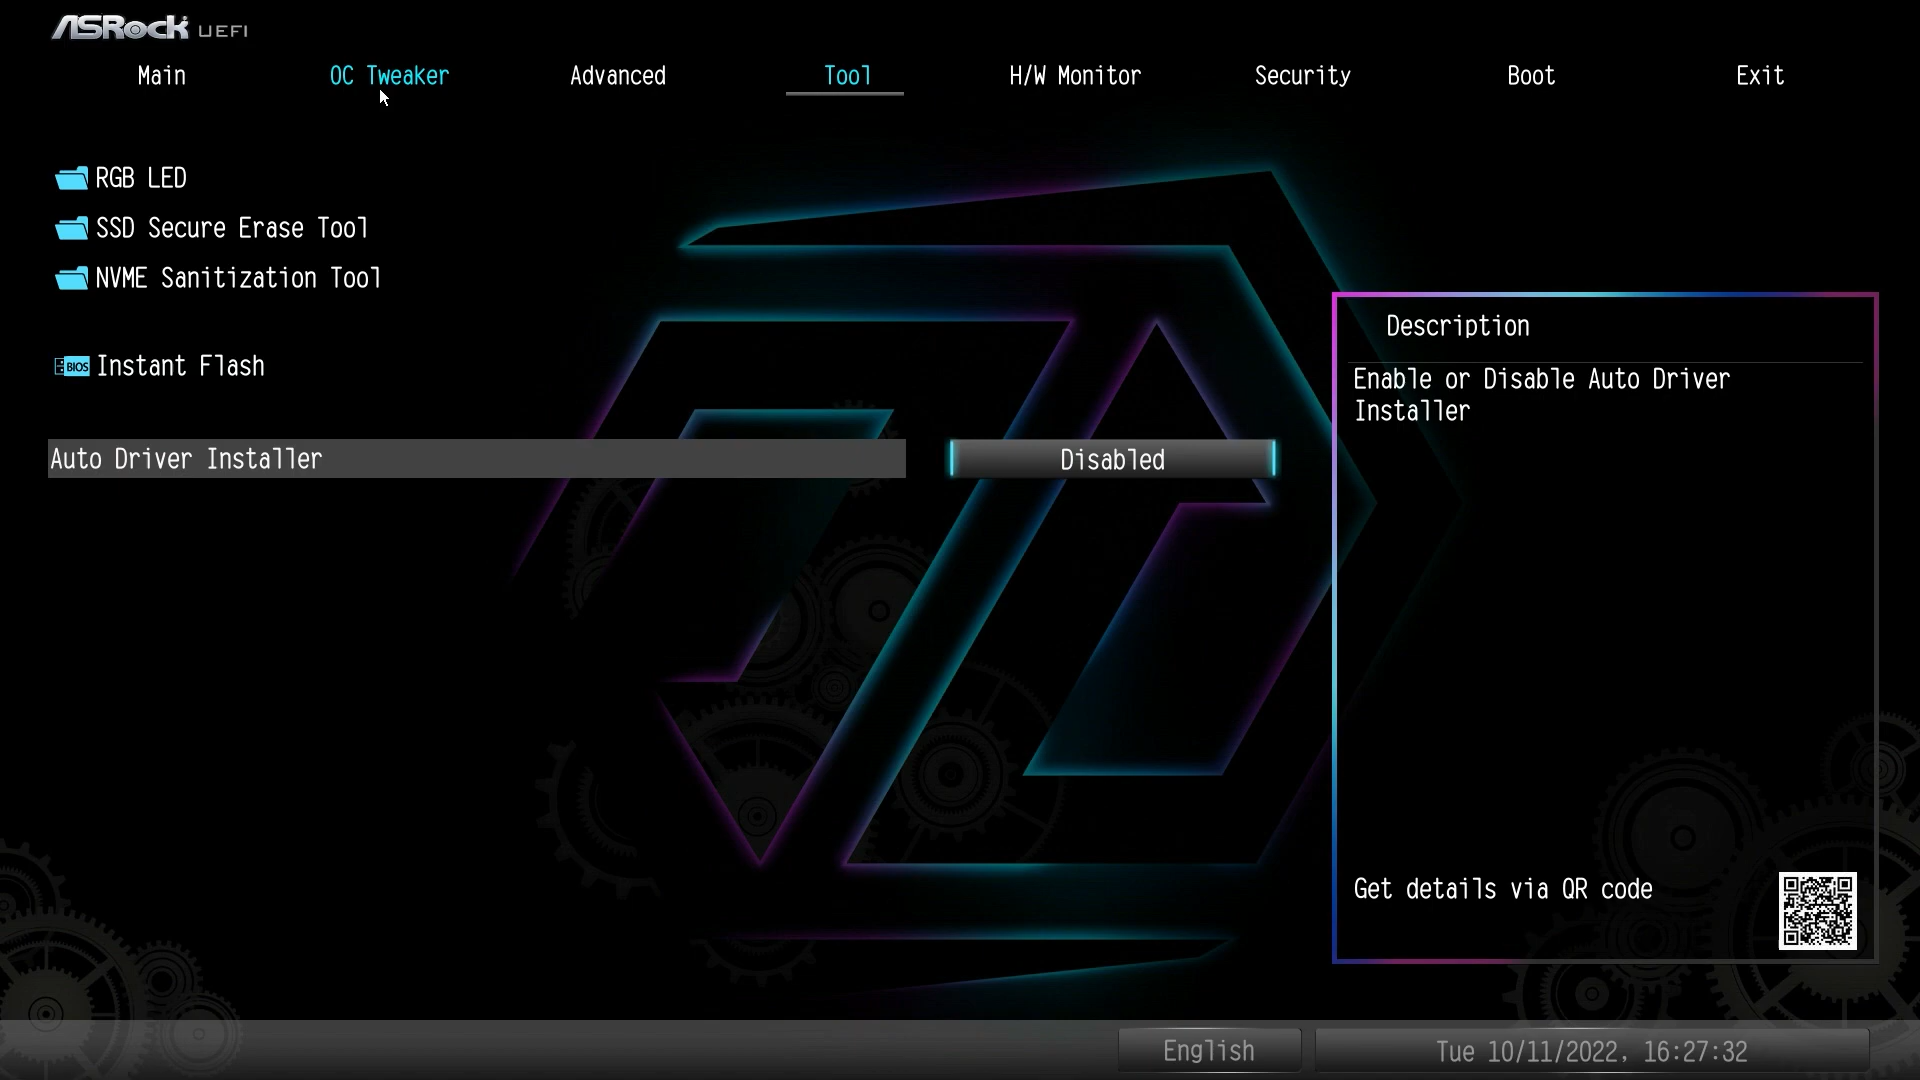 ASRock UEFI
Main OC Tweaker Advanced Tool H/W Monitor Security Boot Exit
RGB LED
SSD Secure Erase Tool
NVME Sanitization Tool
BIOS Instant Flash
Auto Driver Installer Disabled
Description
Enable or Disable Auto Driver
Installer
Get details via QR code
English Tue 10/11/2022, 16:27:32